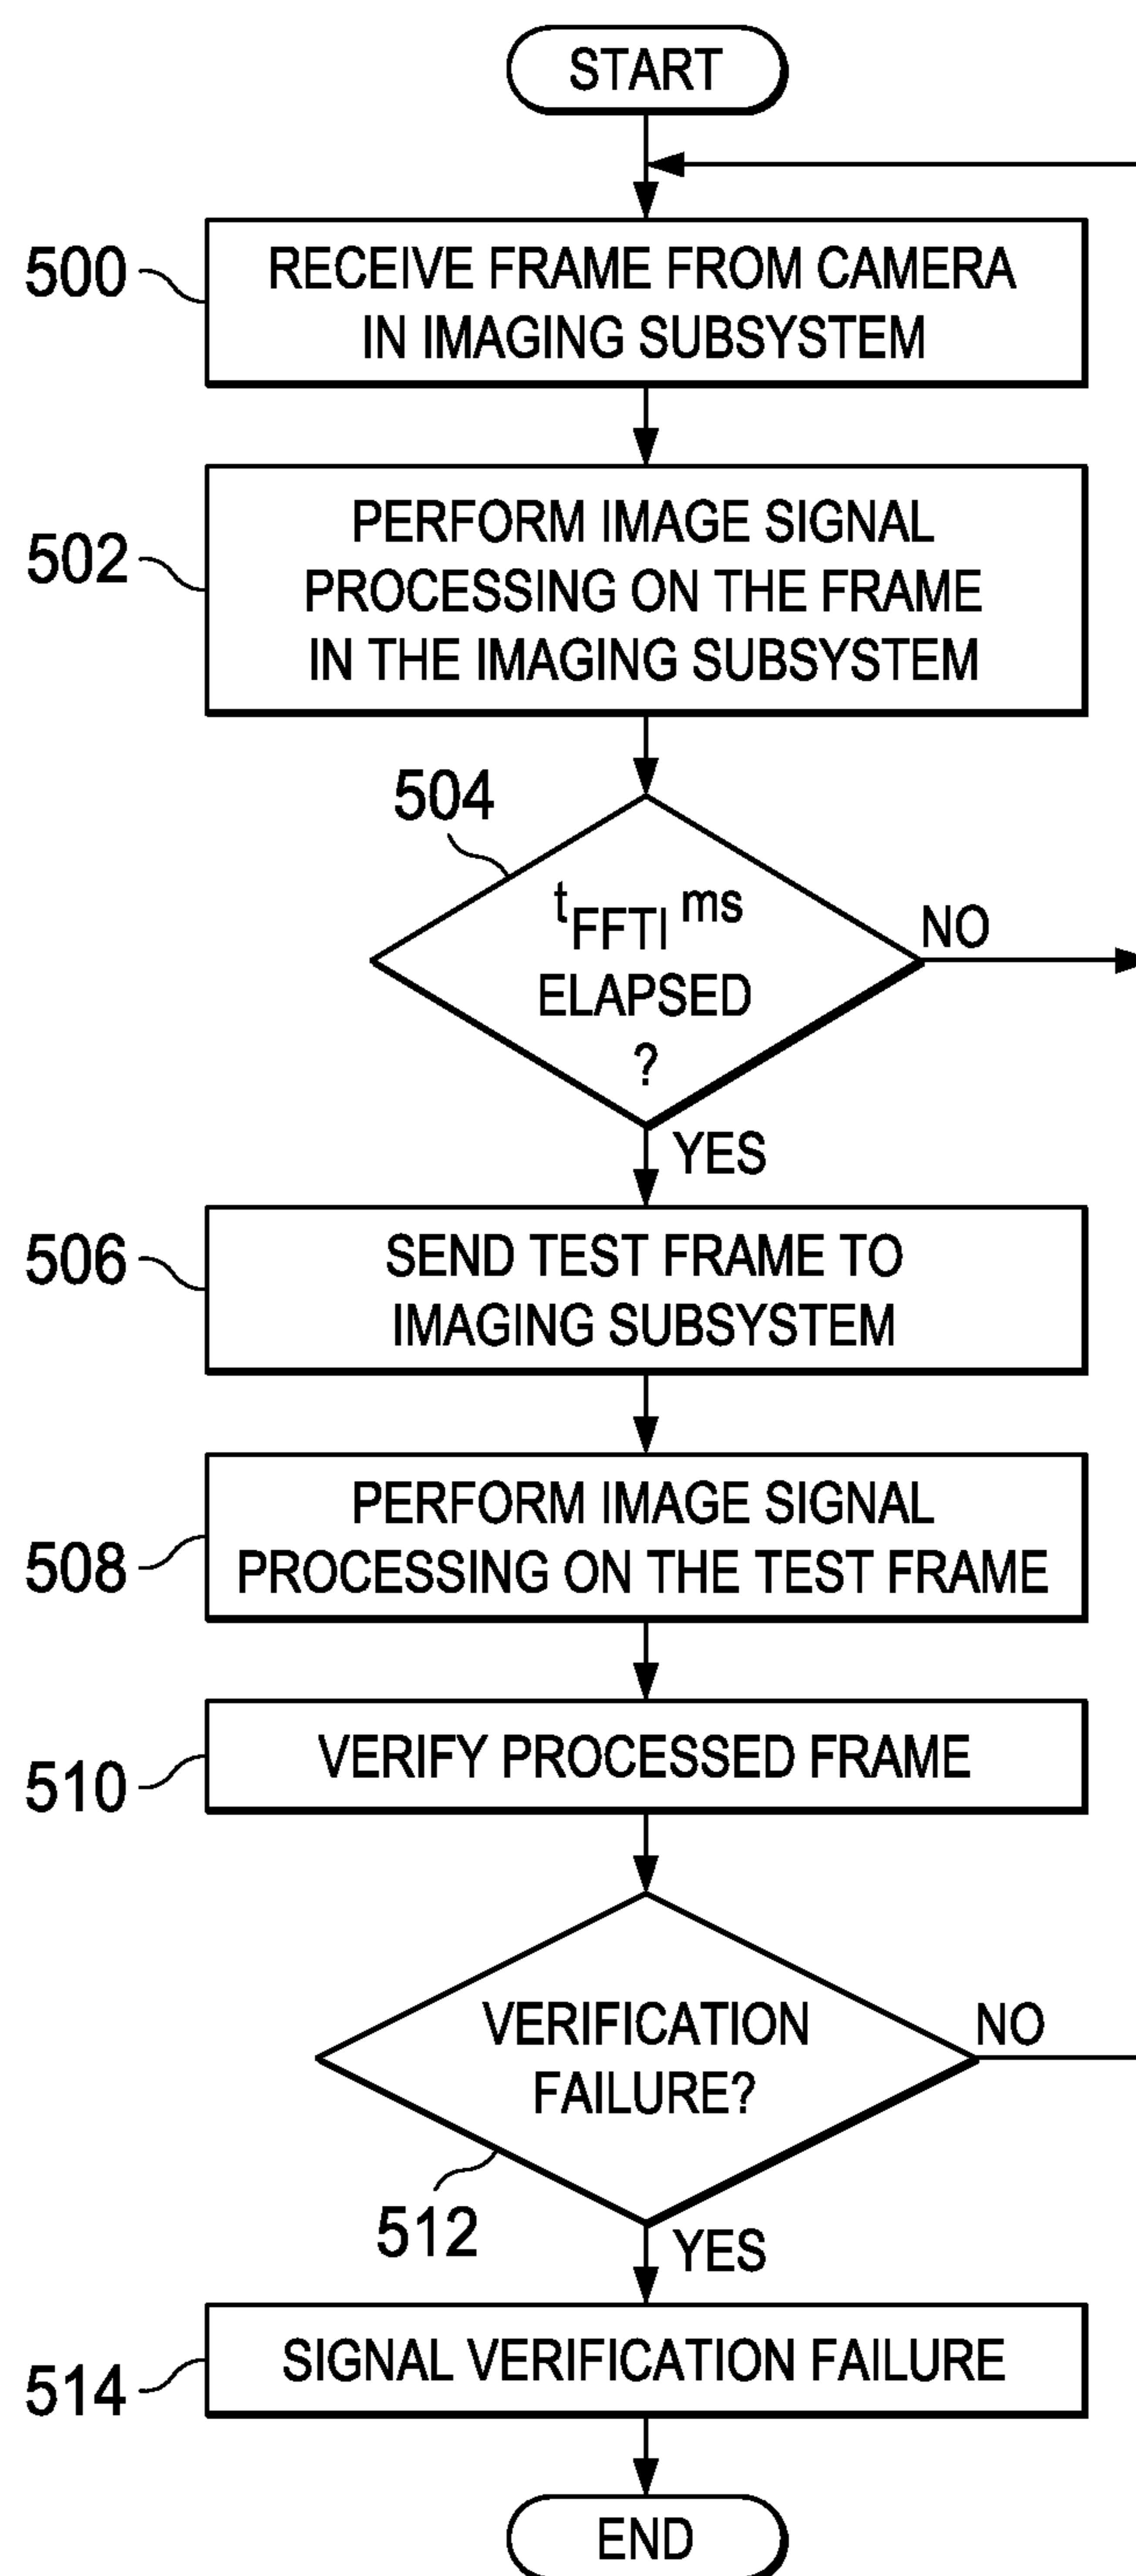 START
500
RECEIVE FRAME FROM CAMERA
IN IMAGING SUBSYSTEM
502
PERFORM IMAGE SIGNAL
PROCESSING ON THE FRAME
IN THE IMAGING SUBSYSTEM
504
tFFTI ms
ELAPSED
?
NO
YES
506
SEND TEST FRAME TO
IMAGING SUBSYSTEM
508
PERFORM IMAGE SIGNAL
PROCESSING ON THE TEST FRAME
510
VERIFY PROCESSED FRAME
VERIFICATION
FAILURE?
NO
512
YES
514
SIGNAL VERIFICATION FAILURE
END